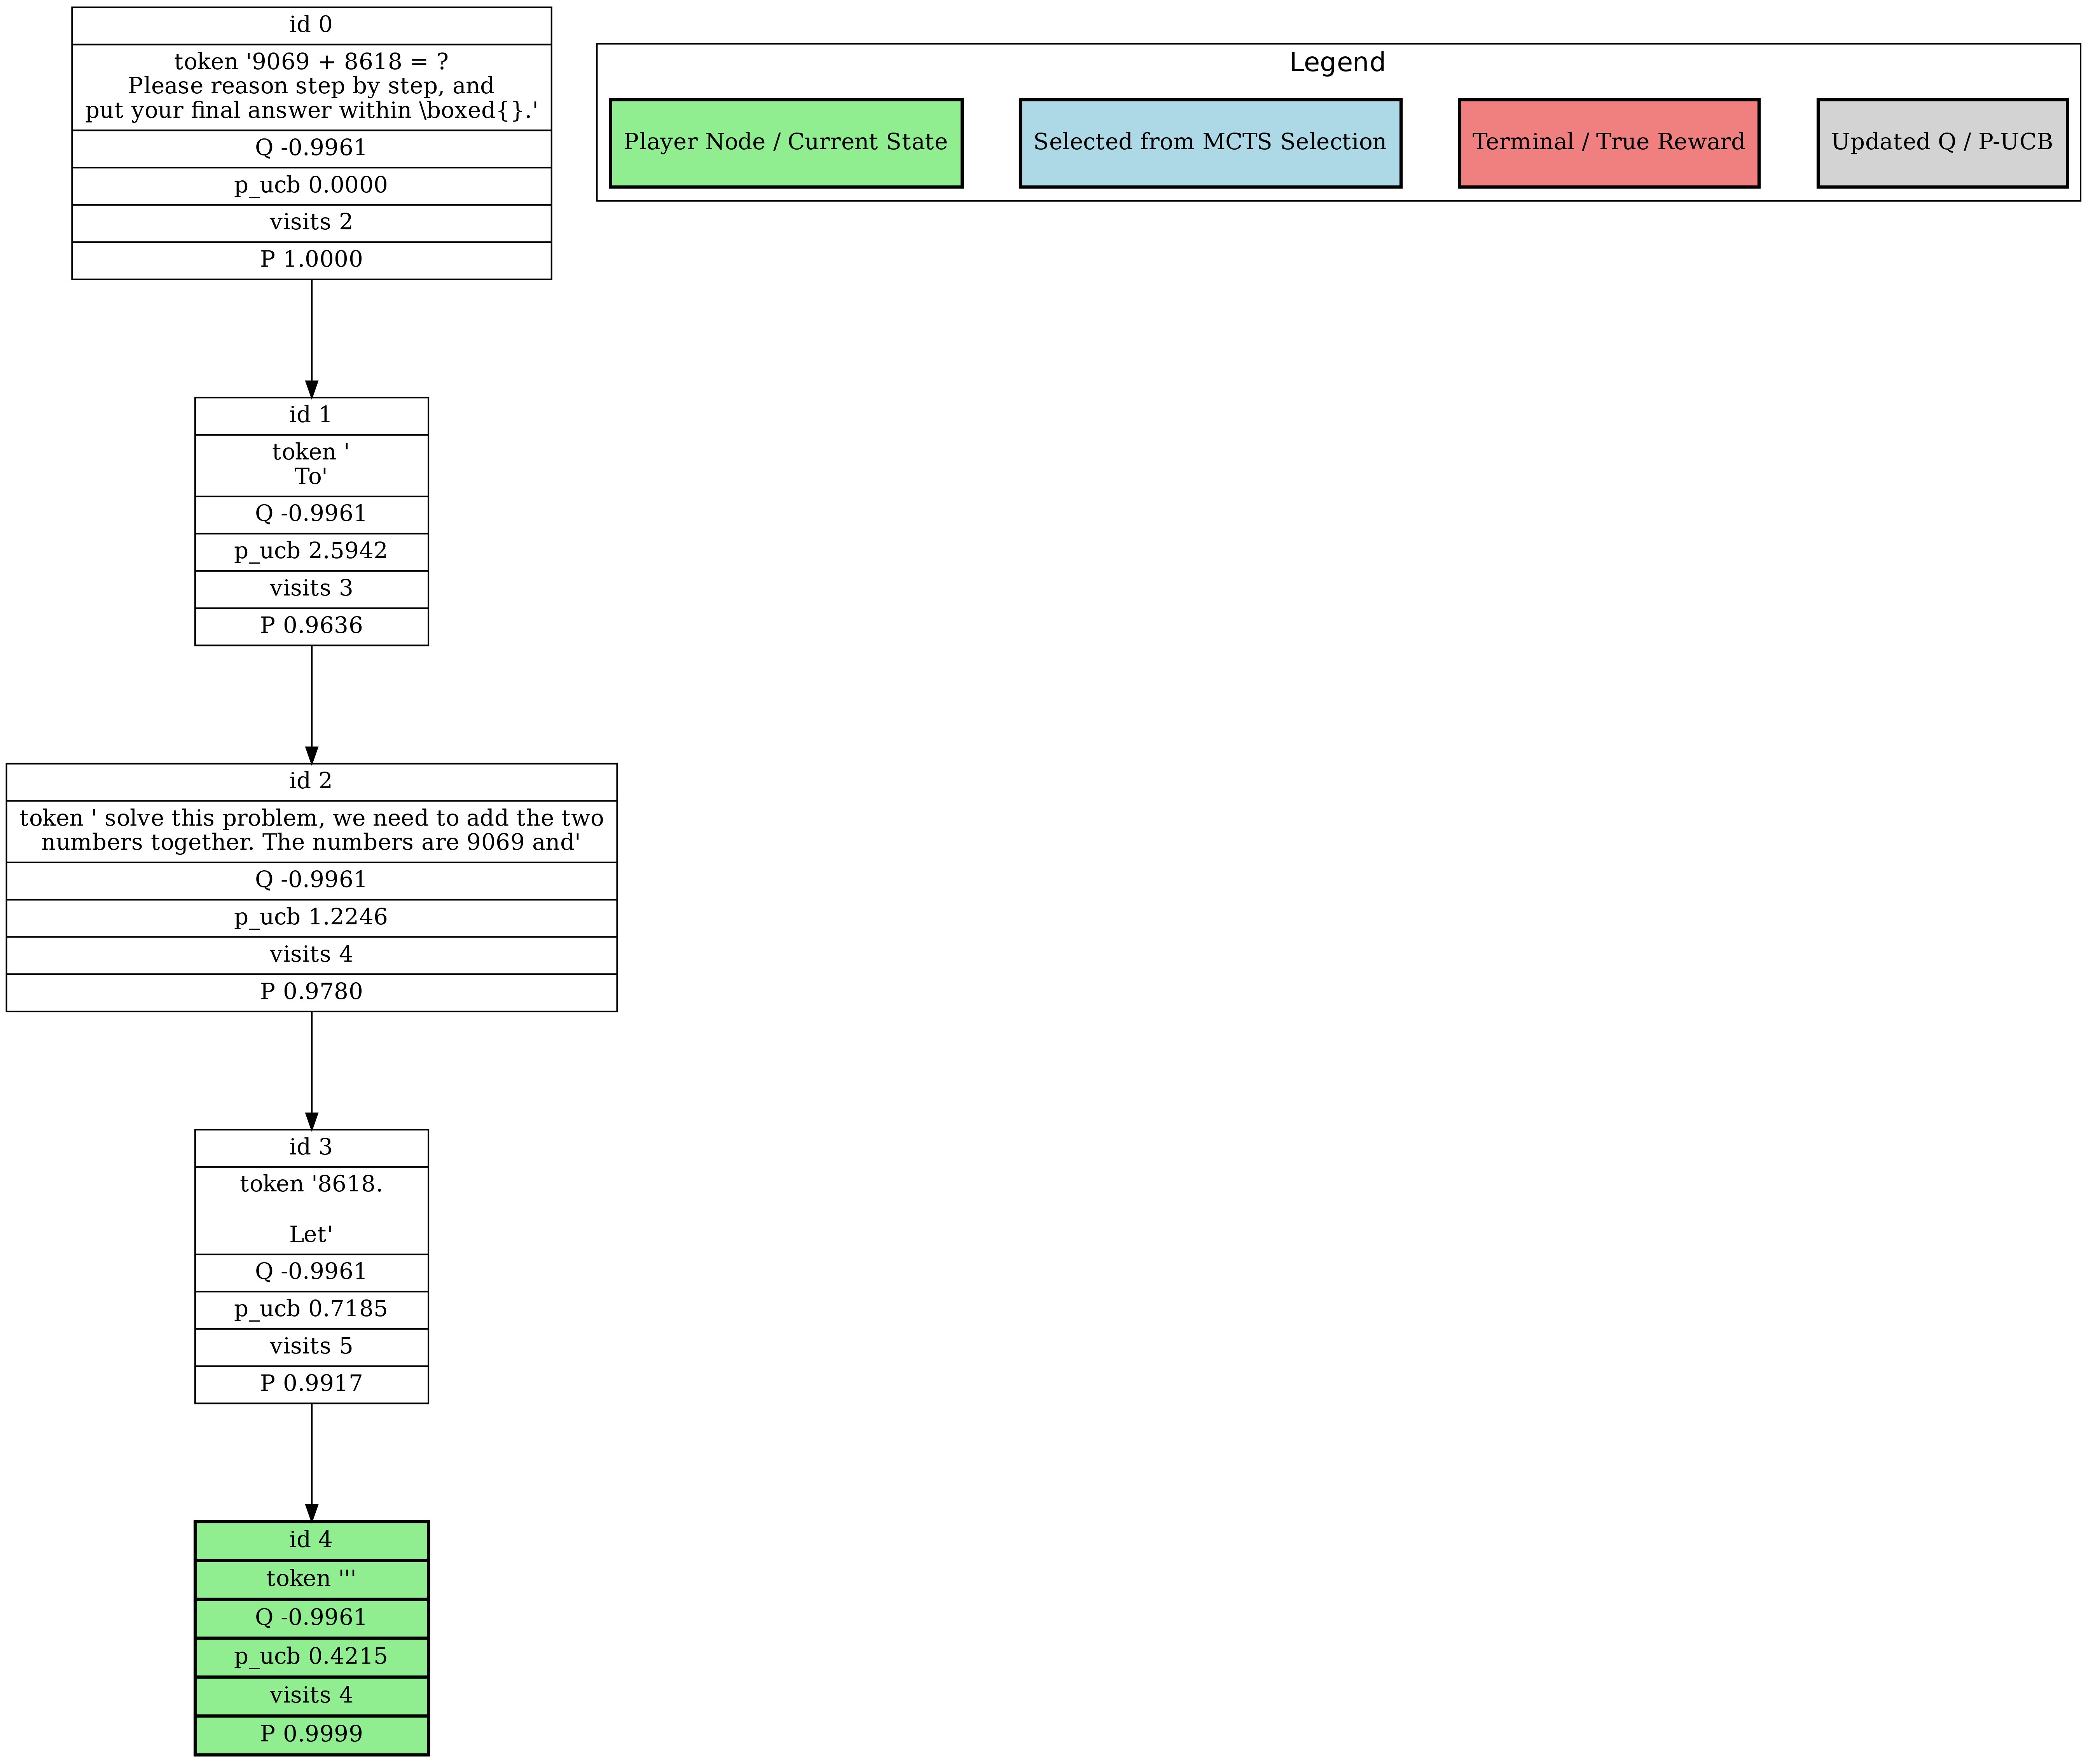 id 0
token '9069 + 8618 = ?
Please reason step by step, and
put your final answer within \boxed{}.'
Q -0.9961
p_ucb 0.0000
visits 2
P 1.0000
Legend
Player Node / Current State
Selected from MCTS Selection
Terminal / True Reward
Updated Q / P-UCB
id 1
token '
To'
Q -0.9961
p_ucb 2.5942
visits 3
P 0.9636
id 2
token ' solve this problem, we need to add the two
numbers together. The numbers are 9069 and'
Q -0.9961
p_ucb 1.2246
visits 4
P 0.9780
id 3
token '8618.
Let'
Q -0.9961
p_ucb 0.7185
visits 5
P 0.9917
id 4
token '''
Q -0.9961
p_ucb 0.4215
visits 4
P 0.9999